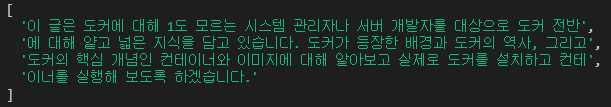 [
'이 글은 도커에 대해 1도 모르는 시스템 관리자나 서버 개발자를 대상으로 도커 전반',
'에 대해 얕고 넓은 지식을 담고 있습니다. 도커가 등장한 배경과 도커의 역사, 그리고',
'도커의 핵심 개념인 컨테이너와 이미지에 대해 알아보고 실제로 도커를 설치하고 컨테',
'이너를 실행해 보도록 하겠습니다.'
]